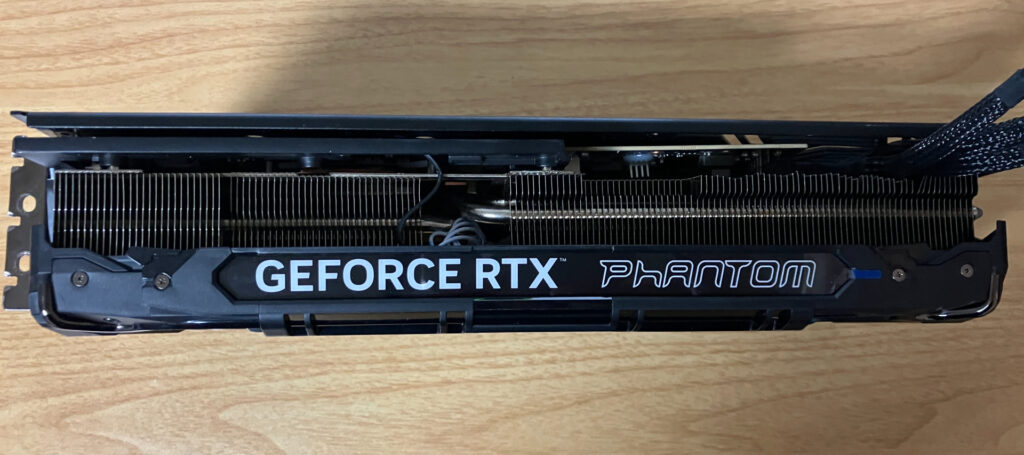 GEFORCE RTX™ PHANTOM